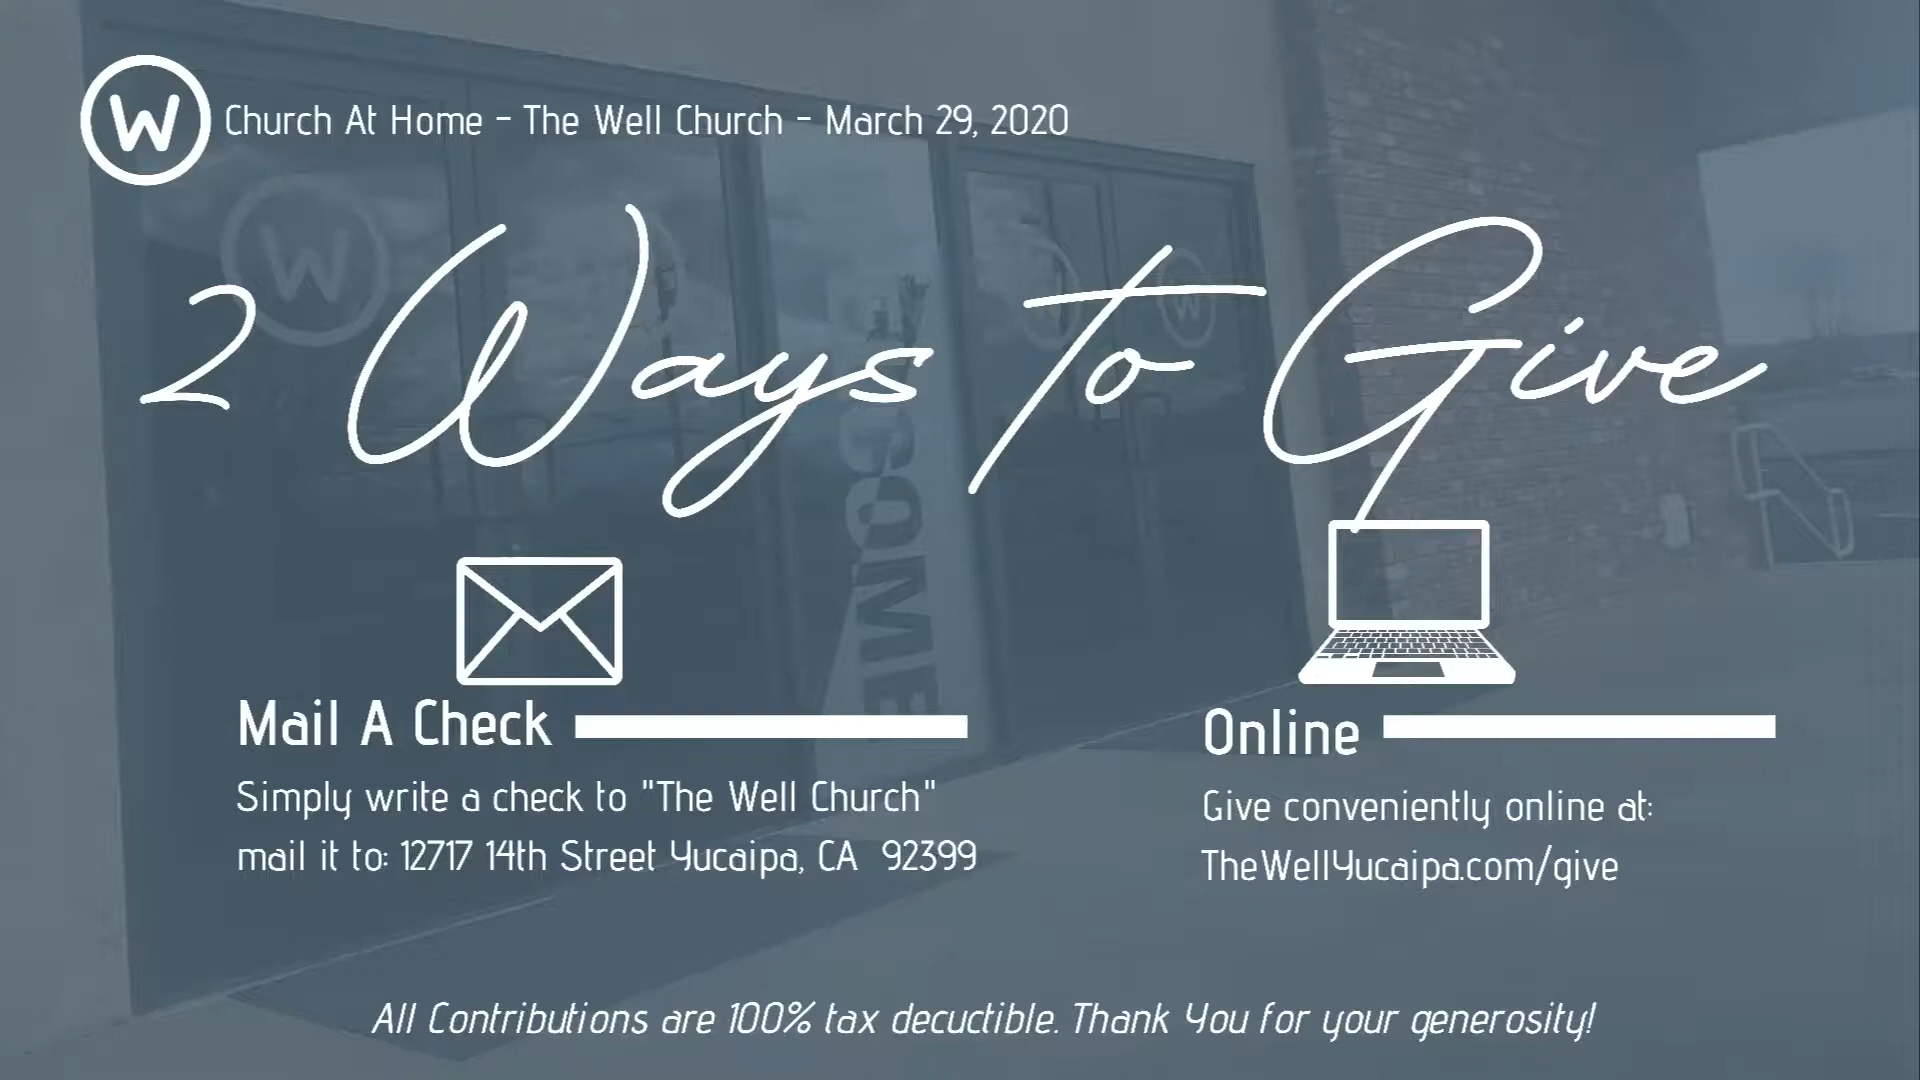 W Church At Home - The Well Church - March 29, 2020
2 Ways to Give
W
W
COME
Mail A Check
Simply write a check to "The Well Church"
mail it to: 12717 14th Street Yucaipa, CA 92399
Online
Give conveniently online at:
TheWellYucaipa.com/give
All Contributions are 100% tax decuctible. Thank You for your generosity!